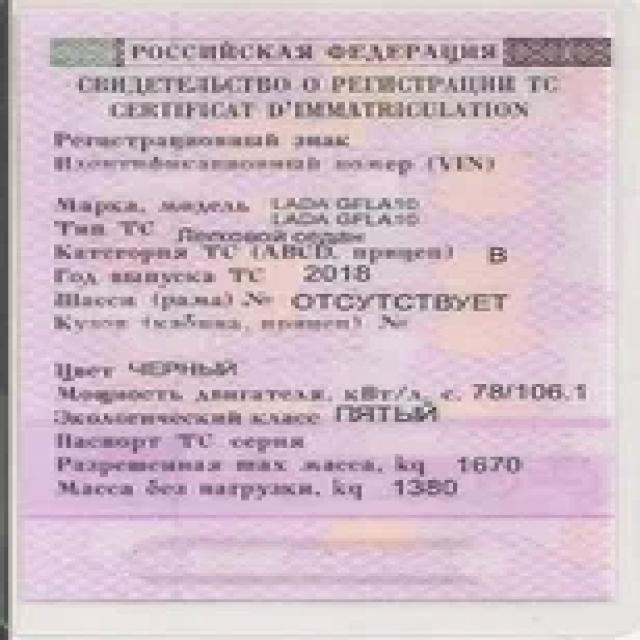 РОССИЙСКАЯ ФЕДЕРАЦИЯ
СВИДЕТЕЛЬСТВО О РЕГИСТРАЦИИ ТС
CERTIFICAT D'IMMATRICULATION
Регистрационный знак
Идентификационный номер (VIN)
Марка, модель LADA GFLA10
LADA GFLA10
Тип ТС Легковой седан
Категория ТС (ABCD, прицеп) B
Год выпуска ТС 2018
Шасси (рама) № ОТСУТСТВУЕТ
Кузов (кабина, прицеп) №
Цвет ЧЕРНЫЙ
Мощность двигателя, кВт/л. с. 78/106.1
Экологический класс ПЯТЫЙ
Паспорт ТС серия
Разрешенная max масса, kg 1670
Масса без нагрузки, kg 1380